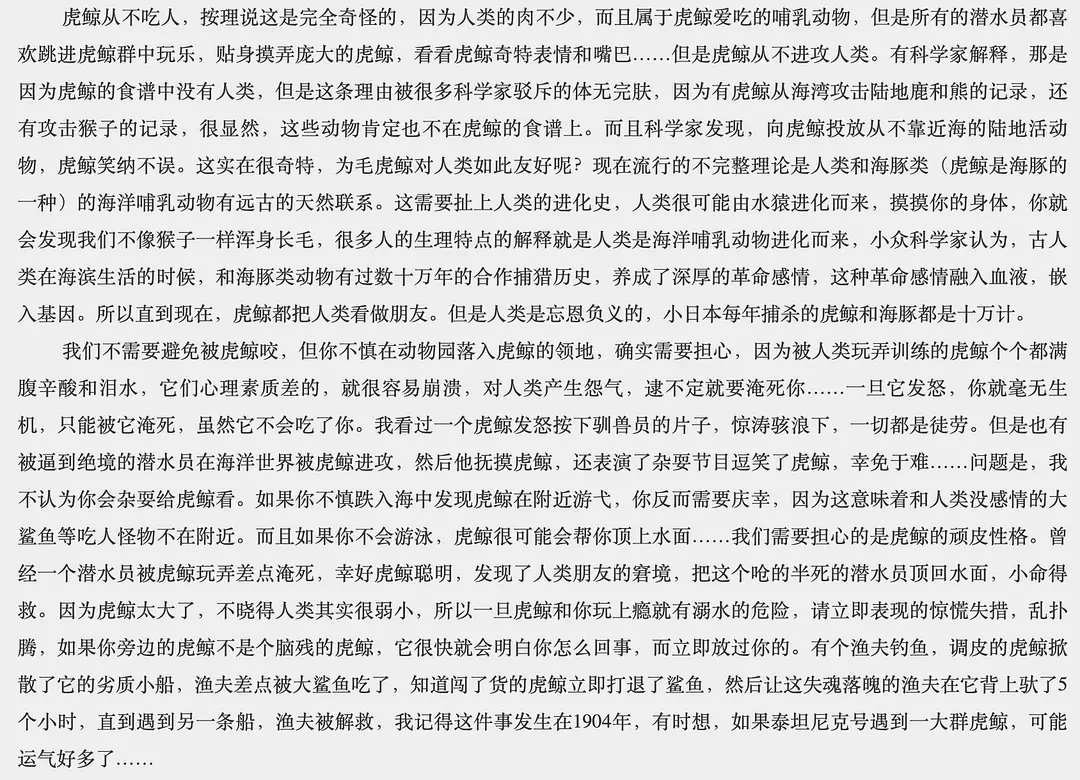 虎鲸从不吃人，按理说这是完全奇怪的，因为人类的肉不少，而且属于虎鲸爱吃的哺乳动物，但是所有的潜水员都喜
欢跳进虎鲸群中玩乐，贴身摸弄庞大的虎鲸，看看虎鲸奇特表情和嘴巴……但是虎鲸从不进攻人类。有科学家解释，那是
因为虎鲸的食谱中没有人类，但是这条理由被很多科学家驳斥的体无完肤，因为有虎鲸从海湾攻击陆地鹿和熊的记录，还
有攻击猴子的记录，很显然，这些动物肯定也不在虎鲸的食谱上。而且科学家发现，向虎鲸投放从不靠近海的陆地活动
物，虎鲸笑纳不误。这实在很奇特，为毛虎鲸对人类如此友好呢？现在流行的不完整理论是人类和海豚类（虎鲸是海豚的
一种）的海洋哺乳动物有远古的天然联系。这需要扯上人类的进化史，人类很可能由水猿进化而来，摸摸你的身体，你就
会发现我们不像猴子一样浑身长毛，很多人的生理特点的解释就是人类是海洋哺乳动物进化而来，小众科学家认为，古人
类在海滨生活的时候，和海豚类动物有过数十万年的合作捕猎历史，养成了深厚的革命感情，这种革命感情融入血液，嵌
入基因。所以直到现在，虎鲸都把人类看做朋友。但是人类是忘恩负义的，小日本每年捕杀的虎鲸和海豚都是十万计。
我们不需要避免被虎鲸咬，但你不慎在动物园落入虎鲸的领地，确实需要担心，因为被人类玩弄训练的虎鲸个个都满
腹辛酸和泪水，它们心理素质差的，就很容易崩溃，对人类产生怨气，逮不定就要淹死你……一旦它发怒，你就毫无生
机，只能被它淹死，虽然它不会吃了你。我看过一个虎鲸发怒按下驯兽员的片子，惊涛骇浪下，一切都是徒劳。但是也有
被逼到绝境的潜水员在海洋世界被虎鲸进攻，然后他抚摸虎鲸，还表演了杂耍节目逗笑了虎鲸，幸免于难……问题是，我
不认为你会杂耍给虎鲸看。如果你不慎跌入海中发现虎鲸在附近游弋，你反而需要庆幸，因为这意味着和人类没感情的大
鲨鱼等吃人怪物不在附近。而且如果你不会游泳，虎鲸很可能会帮你顶上水面……我们需要担心的是虎鲸的顽皮性格。曾
经一个潜水员被虎鲸玩弄差点淹死，幸好虎鲸聪明，发现了人类朋友的窘境，把这个呛的半死的潜水员顶回水面，小命得
救。因为虎鲸太大了，不晓得人类其实很弱小，所以一旦虎鲸和你玩上瘾就有溺水的危险，请立即表现的惊慌失措，乱扑
腾，如果你旁边的虎鲸不是个脑残的虎鲸，它很快就会明白你怎么回事，而立即放过你的。有个渔夫钓鱼，调皮的虎鲸掀
散了它的劣质小船，渔夫差点被大鲨鱼吃了，知道闯了货的虎鲸立即打退了鲨鱼，然后让这失魂落魄的渔夫在它背上驮了5
个小时，直到遇到另一条船，渔夫被解救，我记得这件事发生在1904年，有时想，如果泰坦尼克号遇到一大群虎鲸，可能
运气好多了……